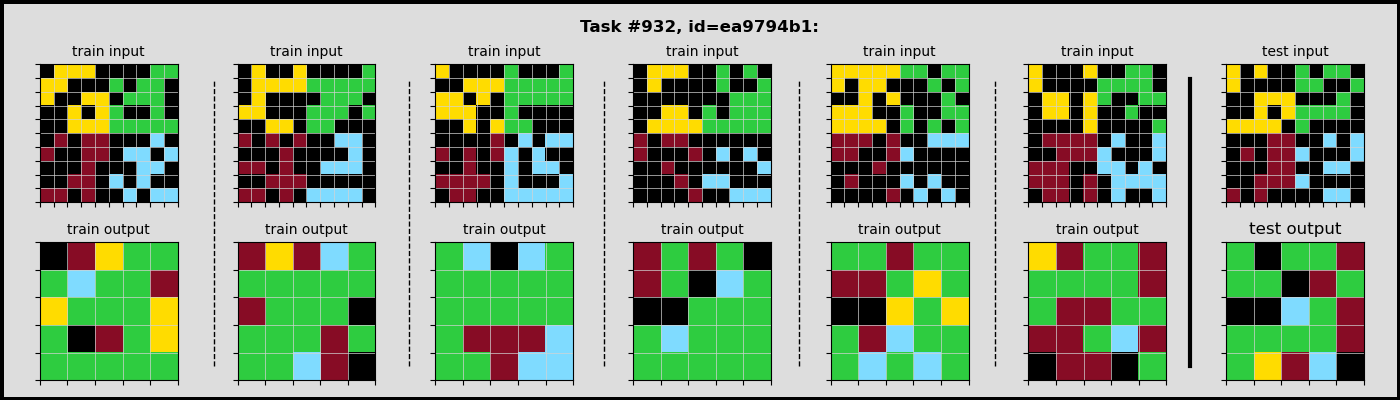 Task #932, id=ea9794b1:
train input train input train input train input train input train input test input
train output train output train output train output train output train output test output